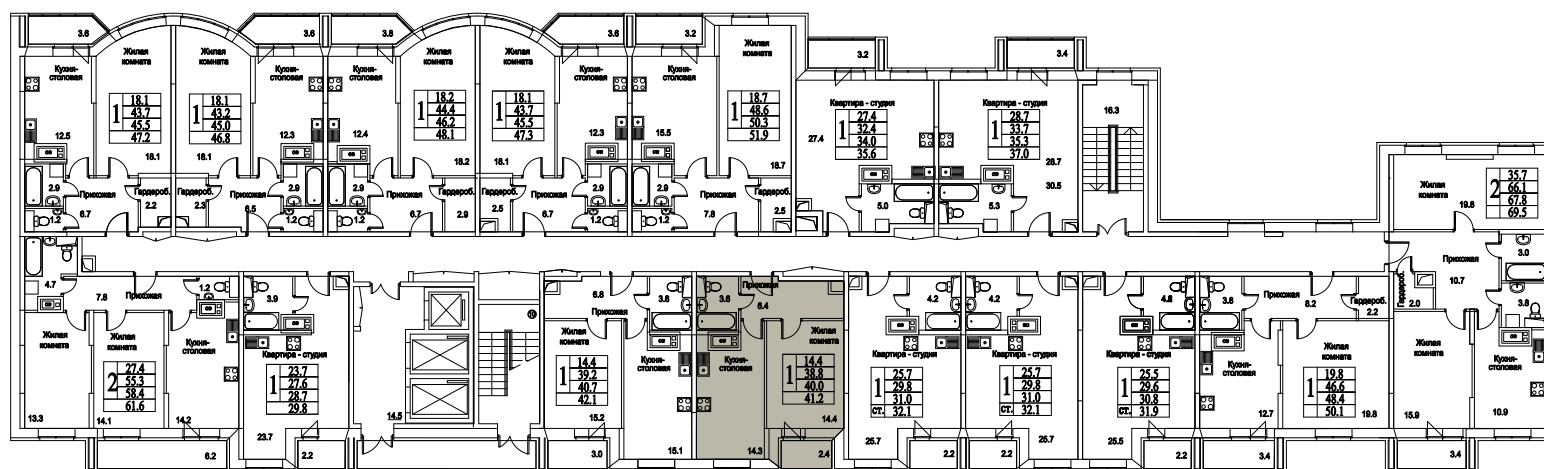 3.6
3.6
3.8
3.6
3.2
Жилая
комната
Жилая
комната
Жилая
комната
Жилая
комната
Жилая
комната
Кухня-
столовая
Кухня-
столовая
Кухня-
столовая
Кухня-
столовая
Кухня-
столовая
1
18.1
43.7
45.5
47.2
1
18.1
43.2
45.0
46.8
1
18.2
44.4
46.2
48.1
1
18.1
43.7
45.5
47.3
1
18.7
48.6
50.3
51.9
12.5
18.1
18.1
12.3
12.4
18.2
18.1
12.3
15.5
18.7
2.9
Прихожая
Гардероб.
2.2
6.7
1.2
Гардероб.
2.3
Прихожая
6.5
2.9
1.2
2.9
1.2
Прихожая
6.7
Гардероб.
2.9
Гардероб.
2.5
Прихожая
6.7
2.9
1.2
2.9
1.2
Прихожая
7.8
Гардероб.
2.5
3.2
3.4
Квартира - студия
1
27.4
32.4
34.0
35.6
27.4
5.0
Квартира - студия
1
28.7
33.7
35.3
37.0
28.7
30.5
5.3
16.3
Жилая
комната
19.8
2
35.7
66.1
67.8
69.5
Прихожая
10.7
3.0
3.8
Гардероб.
2.0
4.7
7.8
Прихожая
1.2
Жилая
комната
Жилая
комната
Кухня-
столовая
2
27.4
55.3
58.4
61.6
13.3
14.1
14.2
6.2
3.9
Квартира - студия
1
23.7
27.6
28.7
29.8
23.7
2.2
14.5
19
6.8
Прихожая
3.6
Жилая
комната
Кухня-
столовая
1
14.4
39.2
40.7
42.1
15.2
15.1
3.0
3.6
Прихожая
6.4
Кухня-
столовая
Жилая
комната
1
14.4
38.8
40.0
41.2
14.4
14.3
2.4
4.2
Квартира - студия
1
ст.
25.7
29.8
31.0
32.1
25.7
2.2
4.2
Квартира - студия
1
ст.
25.7
29.8
31.0
32.1
25.7
2.2
4.8
Квартира - студия
1
ст.
25.5
29.6
30.8
31.9
25.5
2.2
3.6
Прихожая
8.2
Гардероб.
2.2
Кухня-
столовая
Жилая
комната
1
19.8
46.6
48.4
50.1
12.7
19.8
3.4
Жилая
комната
15.9
Кухня-
столовая
10.9
3.4